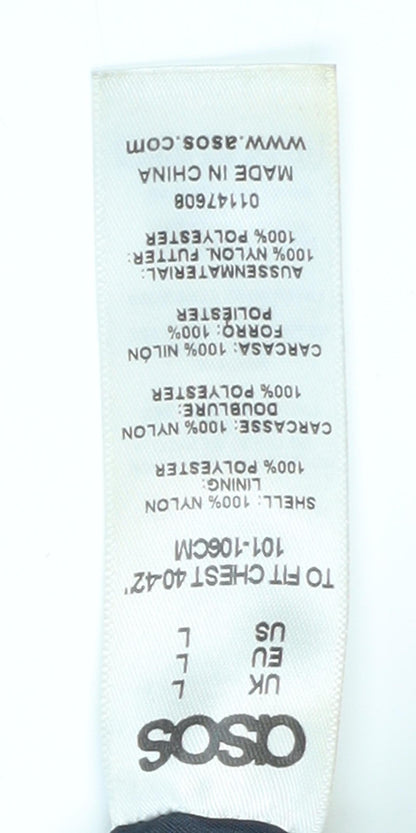 asos
UK L
EU L
US L
TO FIT CHEST 40-42"
101-106CM
SHELL: 100% NYLON
LINING:
100% POLYESTER
CARCASSE: 100% NYLON
DOUBLURE:
100% POLYESTER
CARCASA: 100% NILÓN
FORRO: 100%
POLIÉSTER
AUSSENMATERIAL:
100% NYLON. FUTTER:
100% POLYESTER
01147608
MADE IN CHINA
www.asos.com